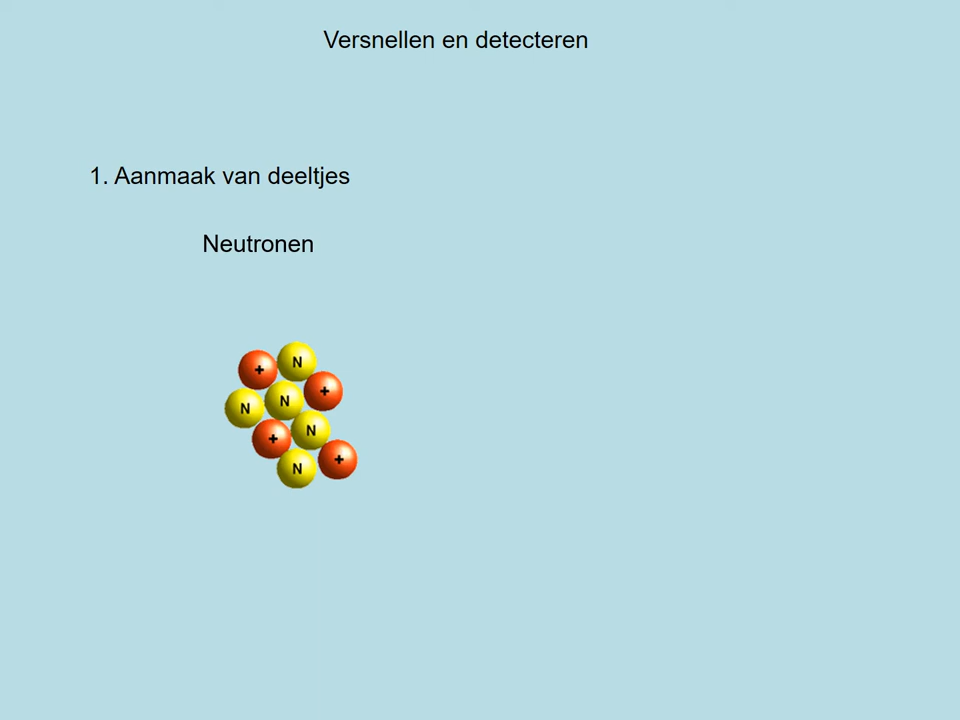 Versnellen en detecteren
1. Aanmaak van deeltjes
Neutronen
+ N
+
N N
+ N
N +